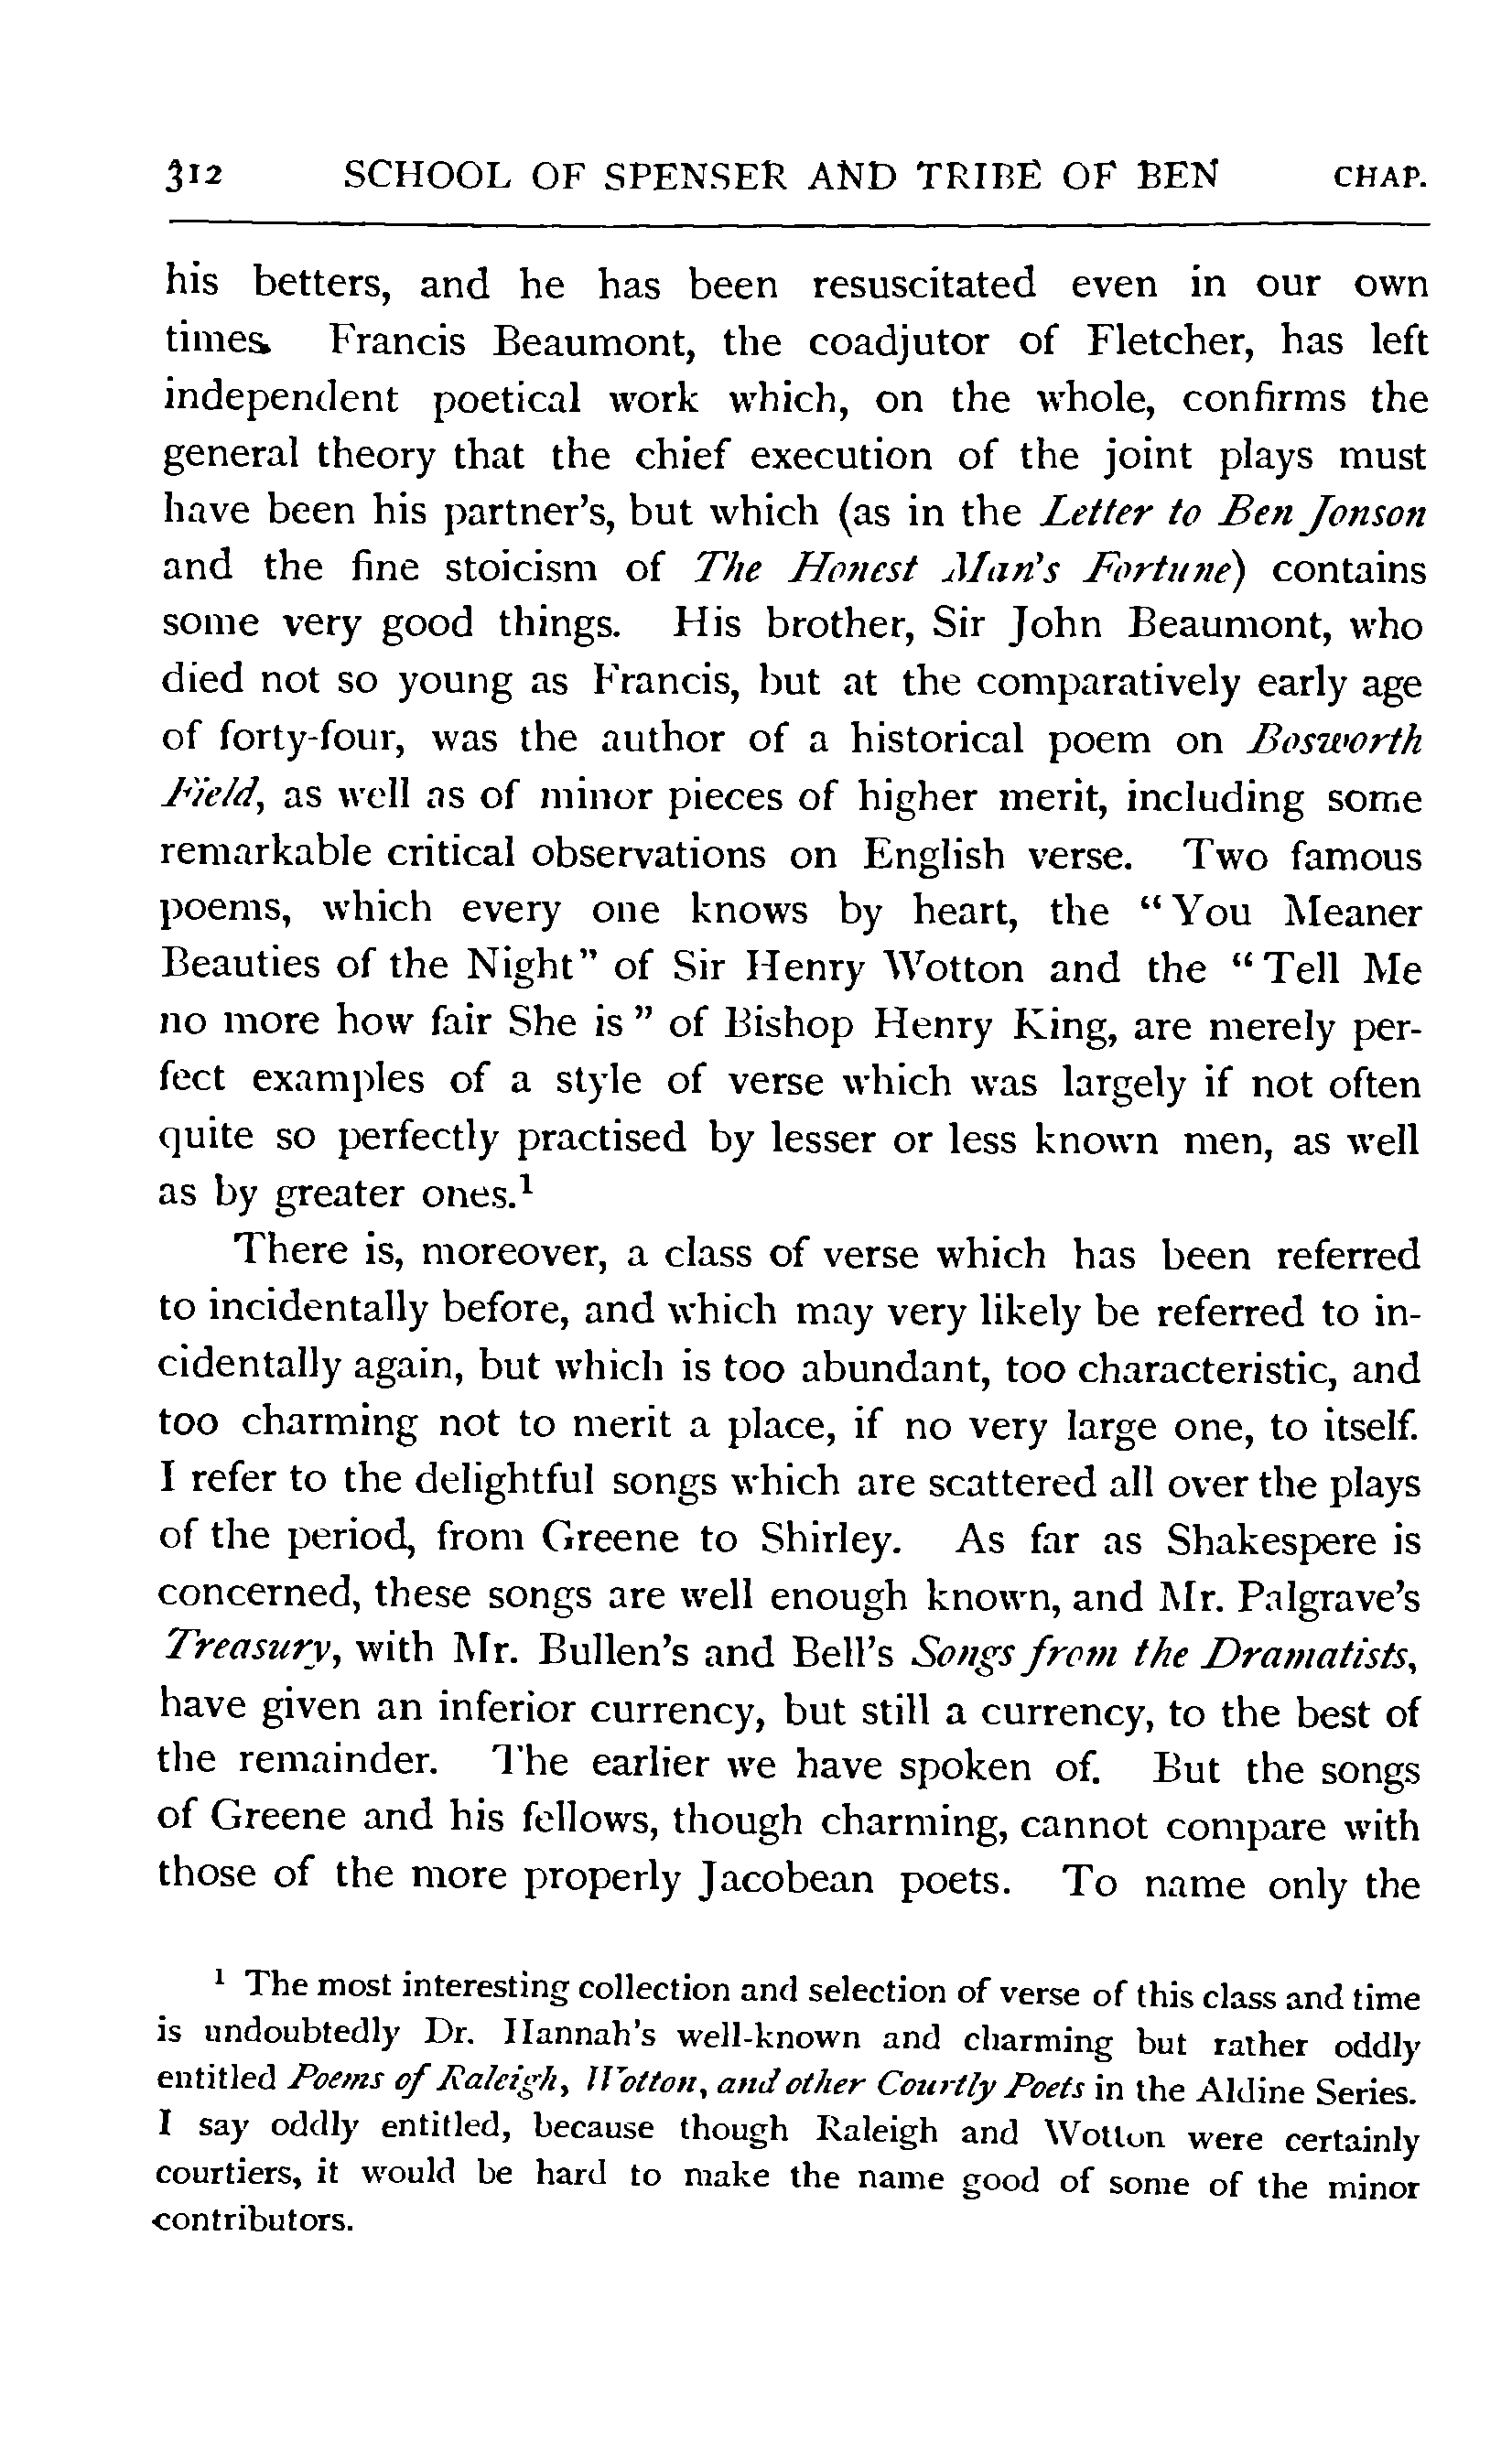 312 SCHOOL OF SPENSER AND TRIBE OF BEN CHAP.
his betters, and he has been resuscitated even in our own
times. Francis Beaumont, the coadjutor of Fletcher, has left
independent poetical work which, on the whole, confirms the
general theory that the chief execution of the joint plays must
have been his partner's, but which (as in the Letter to Ben Jonson
and the fine stoicism of The Honest Man's Fortune) contains
some very good things. His brother, Sir John Beaumont, who
died not so young as Francis, but at the comparatively early age
of forty-four, was the author of a historical poem on Bosworth
Field, as well as of minor pieces of higher merit, including some
remarkable critical observations on English verse. Two famous
poems, which every one knows by heart, the “You Meaner
Beauties of the Night” of Sir Henry Wotton and the “Tell Me
no more how fair She is” of Bishop Henry King, are merely per-
fect examples of a style of verse which was largely if not often
quite so perfectly practised by lesser or less known men, as well
as by greater ones.¹
There is, moreover, a class of verse which has been referred
to incidentally before, and which may very likely be referred to in-
cidentally again, but which is too abundant, too characteristic, and
too charming not to merit a place, if no very large one, to itself.
I refer to the delightful songs which are scattered all over the plays
of the period, from Greene to Shirley. As far as Shakespere is
concerned, these songs are well enough known, and Mr. Palgrave's
Treasury, with Mr. Bullen's and Bell's Songs from the Dramatists,
have given an inferior currency, but still a currency, to the best of
the remainder. The earlier we have spoken of. But the songs
of Greene and his fellows, though charming, cannot compare with
those of the more properly Jacobean poets. To name only the
¹ The most interesting collection and selection of verse of this class and time
is undoubtedly Dr. Hannah's well-known and charming but rather oddly
entitled Poems of Raleigh, Wotton, and other Courtly Poets in the Aldine Series.
I say oddly entitled, because though Raleigh and Wotton were certainly
courtiers, it would be hard to make the name good of some of the minor
contributors.